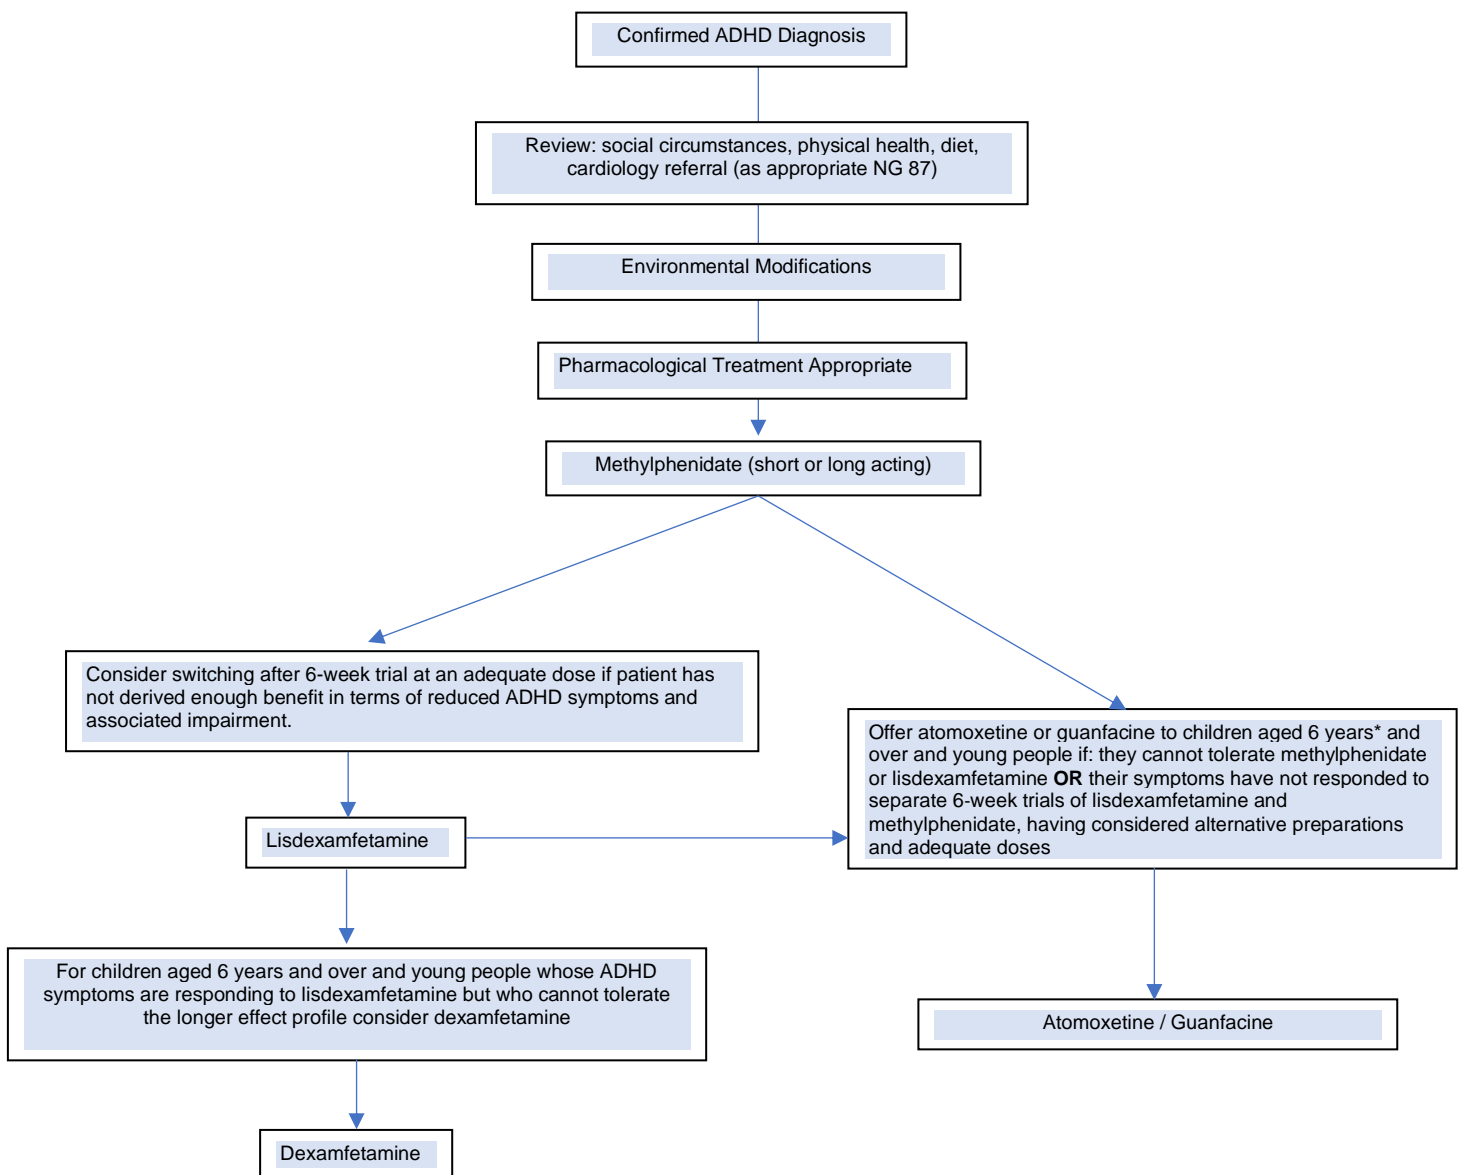 Confirmed ADHD Diagnosis
Review: social circumstances, physical health, diet,
cardiology referral (as appropriate NG 87)
Environmental Modifications
Pharmacological Treatment Appropriate
Methylphenidate (short or long acting)
Consider switching after 6-week trial at an adequate dose if patient has
not derived enough benefit in terms of reduced ADHD symptoms and
associated impairment.
Offer atomoxetine or guanfacine to children aged 6 years* and
over and young people if: they cannot tolerate methylphenidate
or lisdexamfetamine OR their symptoms have not responded to
separate 6-week trials of lisdexamfetamine and
methylphenidate, having considered alternative preparations
and adequate doses
Lisdexamfetamine
For children aged 6 years and over and young people whose ADHD
symptoms are responding to lisdexamfetamine but who cannot tolerate
the longer effect profile consider dexamfetamine
Atomoxetine / Guanfacine
Dexamfetamine